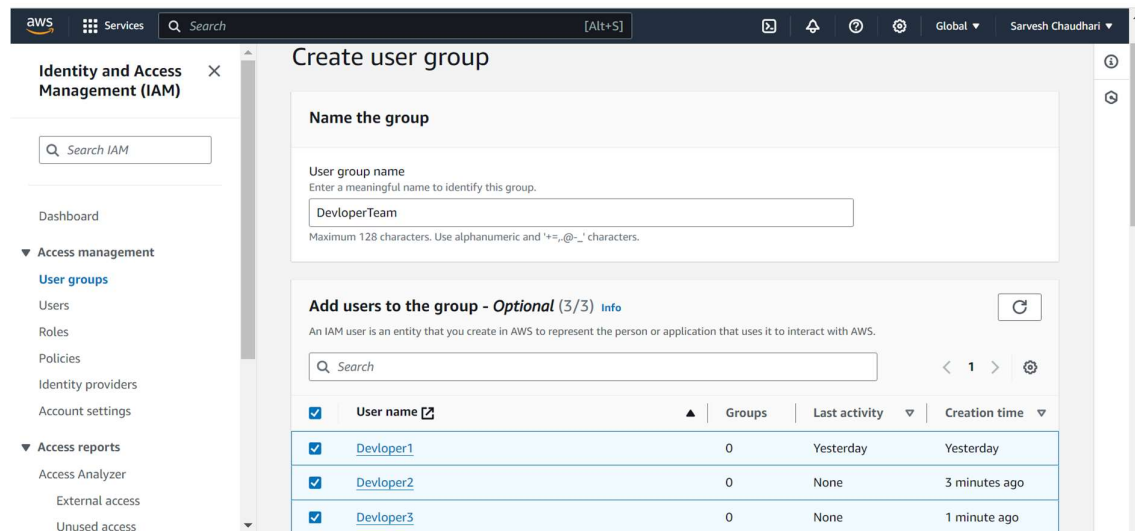 aws Services Search [Alt+S] Global Sarvesh Chaudhari
Identity and Access
Management (IAM)
Search IAM
Dashboard
Access management
User groups
Users
Roles
Policies
Identity providers
Account settings
Access reports
Access Analyzer
External access
Unused access
Create user group
Name the group
User group name
Enter a meaningful name to identify this group.
DevloperTeam
Maximum 128 characters. Use alphanumeric and '+=,.@-_' characters.
Add users to the group - Optional (3/3) Info
An IAM user is an entity that you create in AWS to represent the person or application that uses it to interact with AWS.
Search
1
User name Groups Last activity Creation time
Devloper1 0 Yesterday Yesterday
Devloper2 0 None 3 minutes ago
Devloper3 0 None 1 minute ago